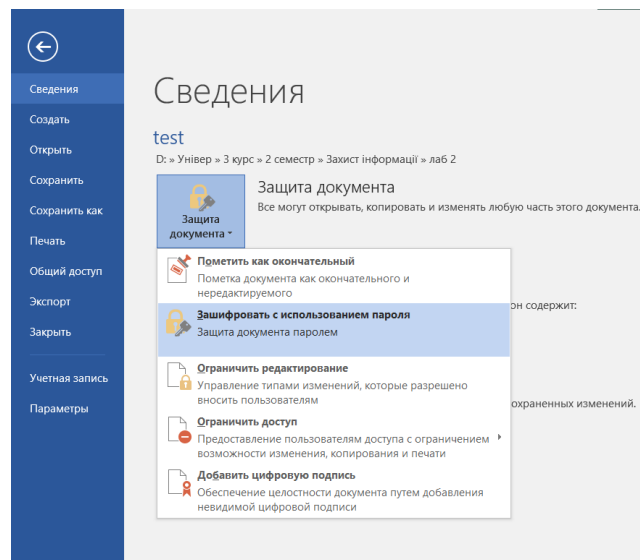 Сведения
Создать
Открыть
Сохранить
Сохранить как
Печать
Общий доступ
Экспорт
Закрыть
Учетная запись
Параметры
Сведения
test
D: » Універ » 3 курс » 2 семестр » Захист інформації » лаб 2
Защита
документа
Защита документа
Все могут открывать, копировать и изменять любую часть этого документа.
Пометить как окончательный
Пометка документа как окончательного и
нередактируемого
Зашифровать с использованием пароля
Защита документа паролем
Ограничить редактирование
Управление типами изменений, которые разрешено
вносить пользователям
Ограничить доступ
Предоставление пользователям доступа с ограничением
возможности изменения, копирования и печати
Добавить цифровую подпись
Обеспечение целостности документа путем добавления
невидимой цифровой подписи
он содержит:
охраненных изменений.